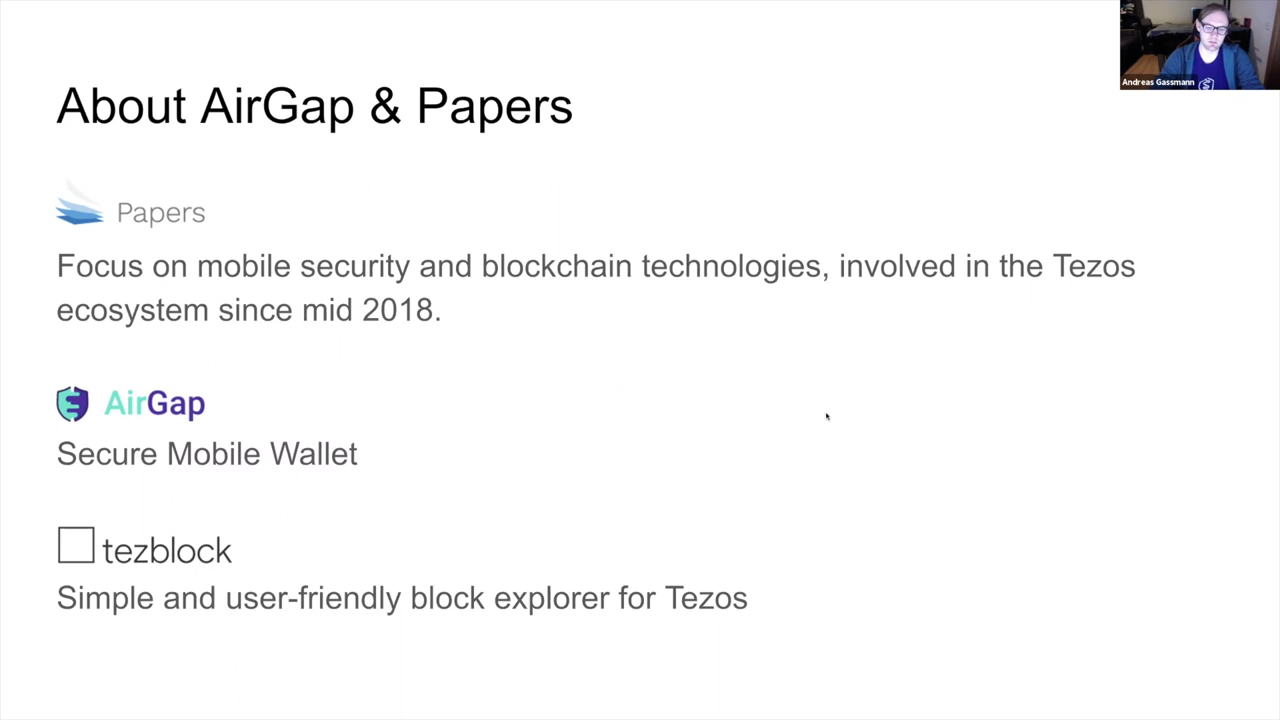 Andreas Gassmann
About AirGap & Papers
Papers
Focus on mobile security and blockchain technologies, involved in the Tezos
ecosystem since mid 2018.
AirGap
Secure Mobile Wallet
tezblock
Simple and user-friendly block explorer for Tezos